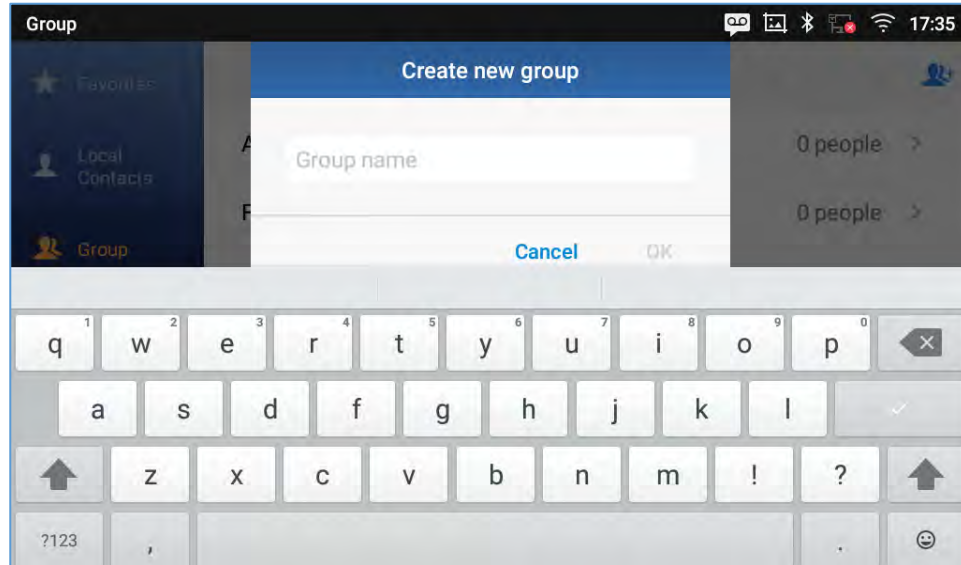 Group 17:35
Create new group
Favorites
Local
Contacts
Group
A 0 people >
F 0 people >
Group name
Cancel OK
q 1 w 2 e 3 r 4 t 5 y 6 u 7 i 8 o 9 p 0
a s d f g h j k l
z x c v b n m ! ?
?123 , .